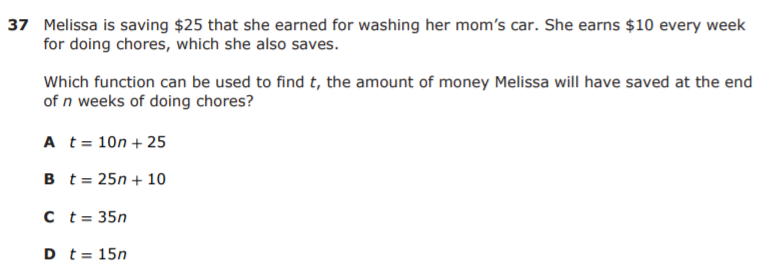 37 Melissa is saving $25 that she earned for washing her mom's car. She earns $10 every week
for doing chores, which she also saves.
Which function can be used to find t, the amount of money Melissa will have saved at the end
of n weeks of doing chores?
A t = 10n + 25
B t = 25n + 10
C t = 35n
D t = 15n